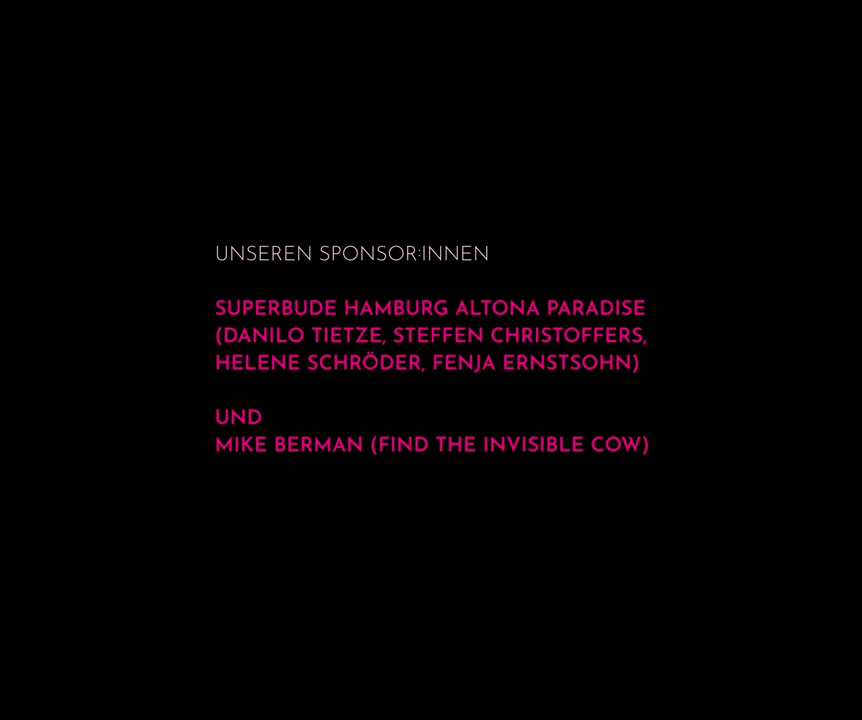 UNSEREN SPONSOR:INNEN
SUPERBUDE HAMBURG ALTONA PARADISE
(DANILO TIETZE, STEFFEN CHRISTOFFERS,
HELENE SCHRÖDER, FENJA ERNSTSOHN)
UND
MIKE BERMAN (FIND THE INVISIBLE COW)